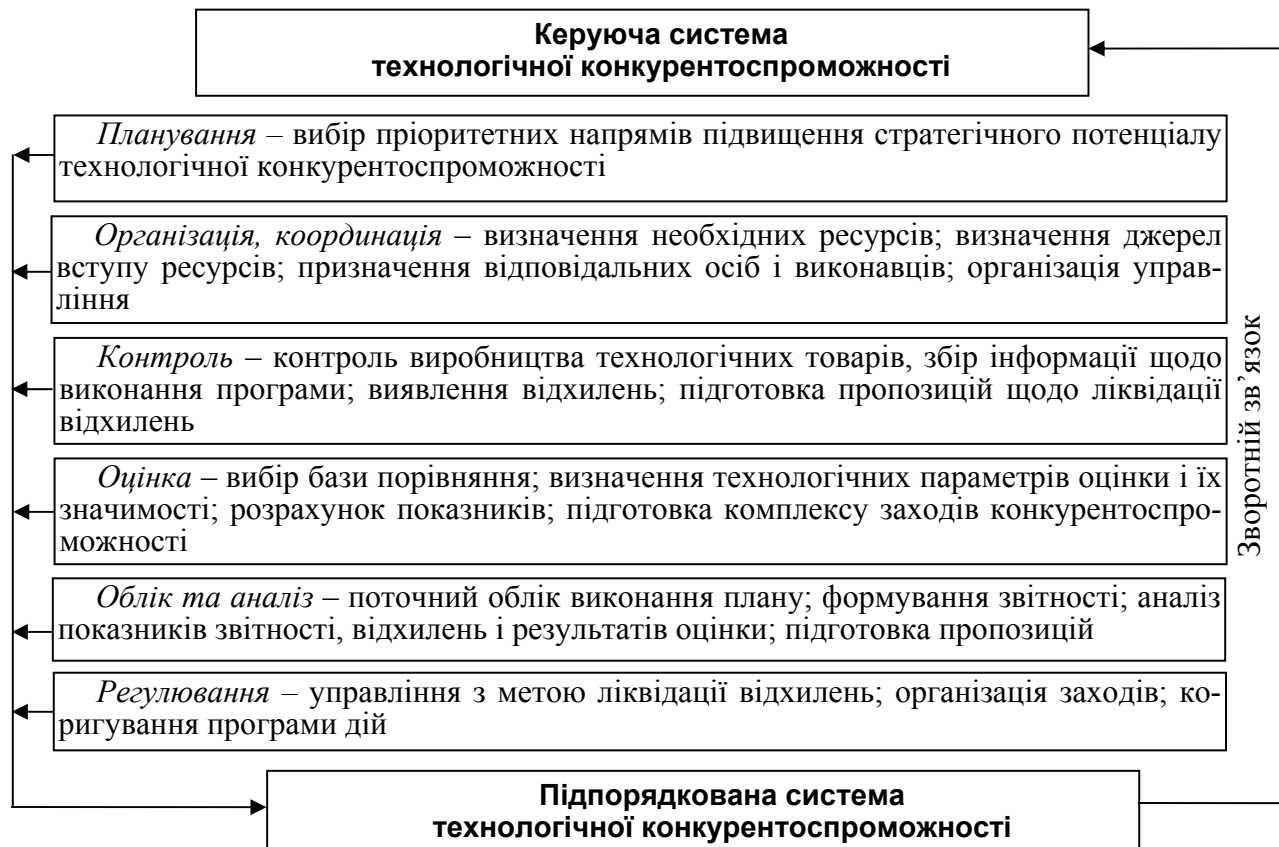 Керуюча система
технологічної конкурентоспроможності
Планування – вибір пріоритетних напрямів підвищення стратегічного потенціалу
технологічної конкурентоспроможності
Організація, координація – визначення необхідних ресурсів; визначення джерел
вступу ресурсів; призначення відповідальних осіб і виконавців; організація управ-
ління
Контроль – контроль виробництва технологічних товарів, збір інформації щодо
виконання програми; виявлення відхилень; підготовка пропозицій щодо ліквідації
відхилень
Оцінка – вибір бази порівняння; визначення технологічних параметрів оцінки і їх
значимості; розрахунок показників; підготовка комплексу заходів конкурентоспро-
можності
Облік та аналіз – поточний облік виконання плану; формування звітності; аналіз
показників звітності, відхилень і результатів оцінки; підготовка пропозицій
Регулювання – управління з метою ліквідації відхилень; організація заходів; ко-
ригування програми дій
Підпорядкована система
технологічної конкурентоспроможності
Зворотній зв’язок